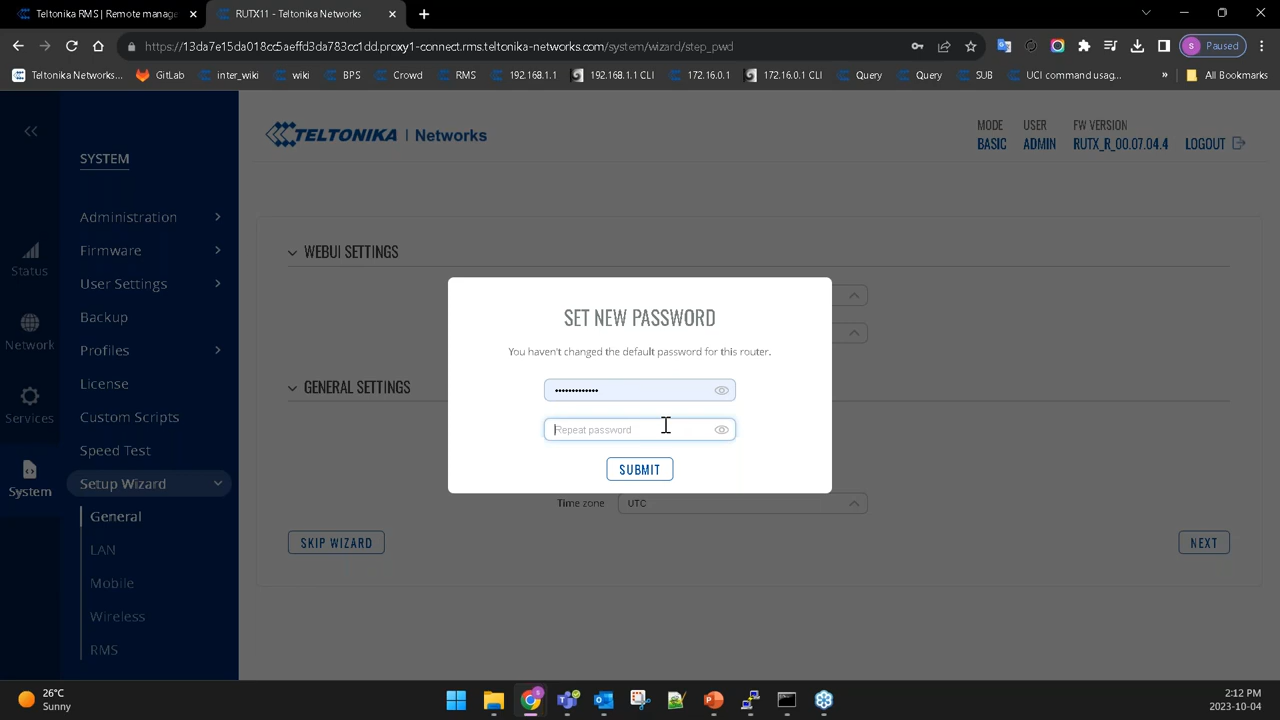 Teltonika RMS | Remote manage
RUTX11 - Teltonika Networks
https://13da7e15da018cc5aeffd3da783c6d0d.proxy1-connect.rms.teltonika-networks.com/system/wizard/step_pwd
S Paused
Teltonika Networks... GitLab inter_wiki wiki BPS Crowd RMS 192.168.1.1 192.168.1.1 CLI 172.16.0.1 172.16.0.1 CLI Query Query SUB UCI command usag... » All Bookmarks
TELTONIKA | Networks
MODE USER FW VERSION
BASIC ADMIN RUTX_R_00.07.04.4 LOGOUT
SYSTEM
Administration
Firmware
User Settings
Backup
Profiles
License
Custom Scripts
Speed Test
Setup Wizard
General
LAN
Mobile
Wireless
RMS
Status
Network
Services
System
WEBUI SETTINGS
GENERAL SETTINGS
SET NEW PASSWORD
You haven't changed the default password for this router.
Repeat password
SUBMIT
Time zone UTC
SKIP WIZARD
NEXT
26°C
Sunny
2:12 PM
2023-10-04